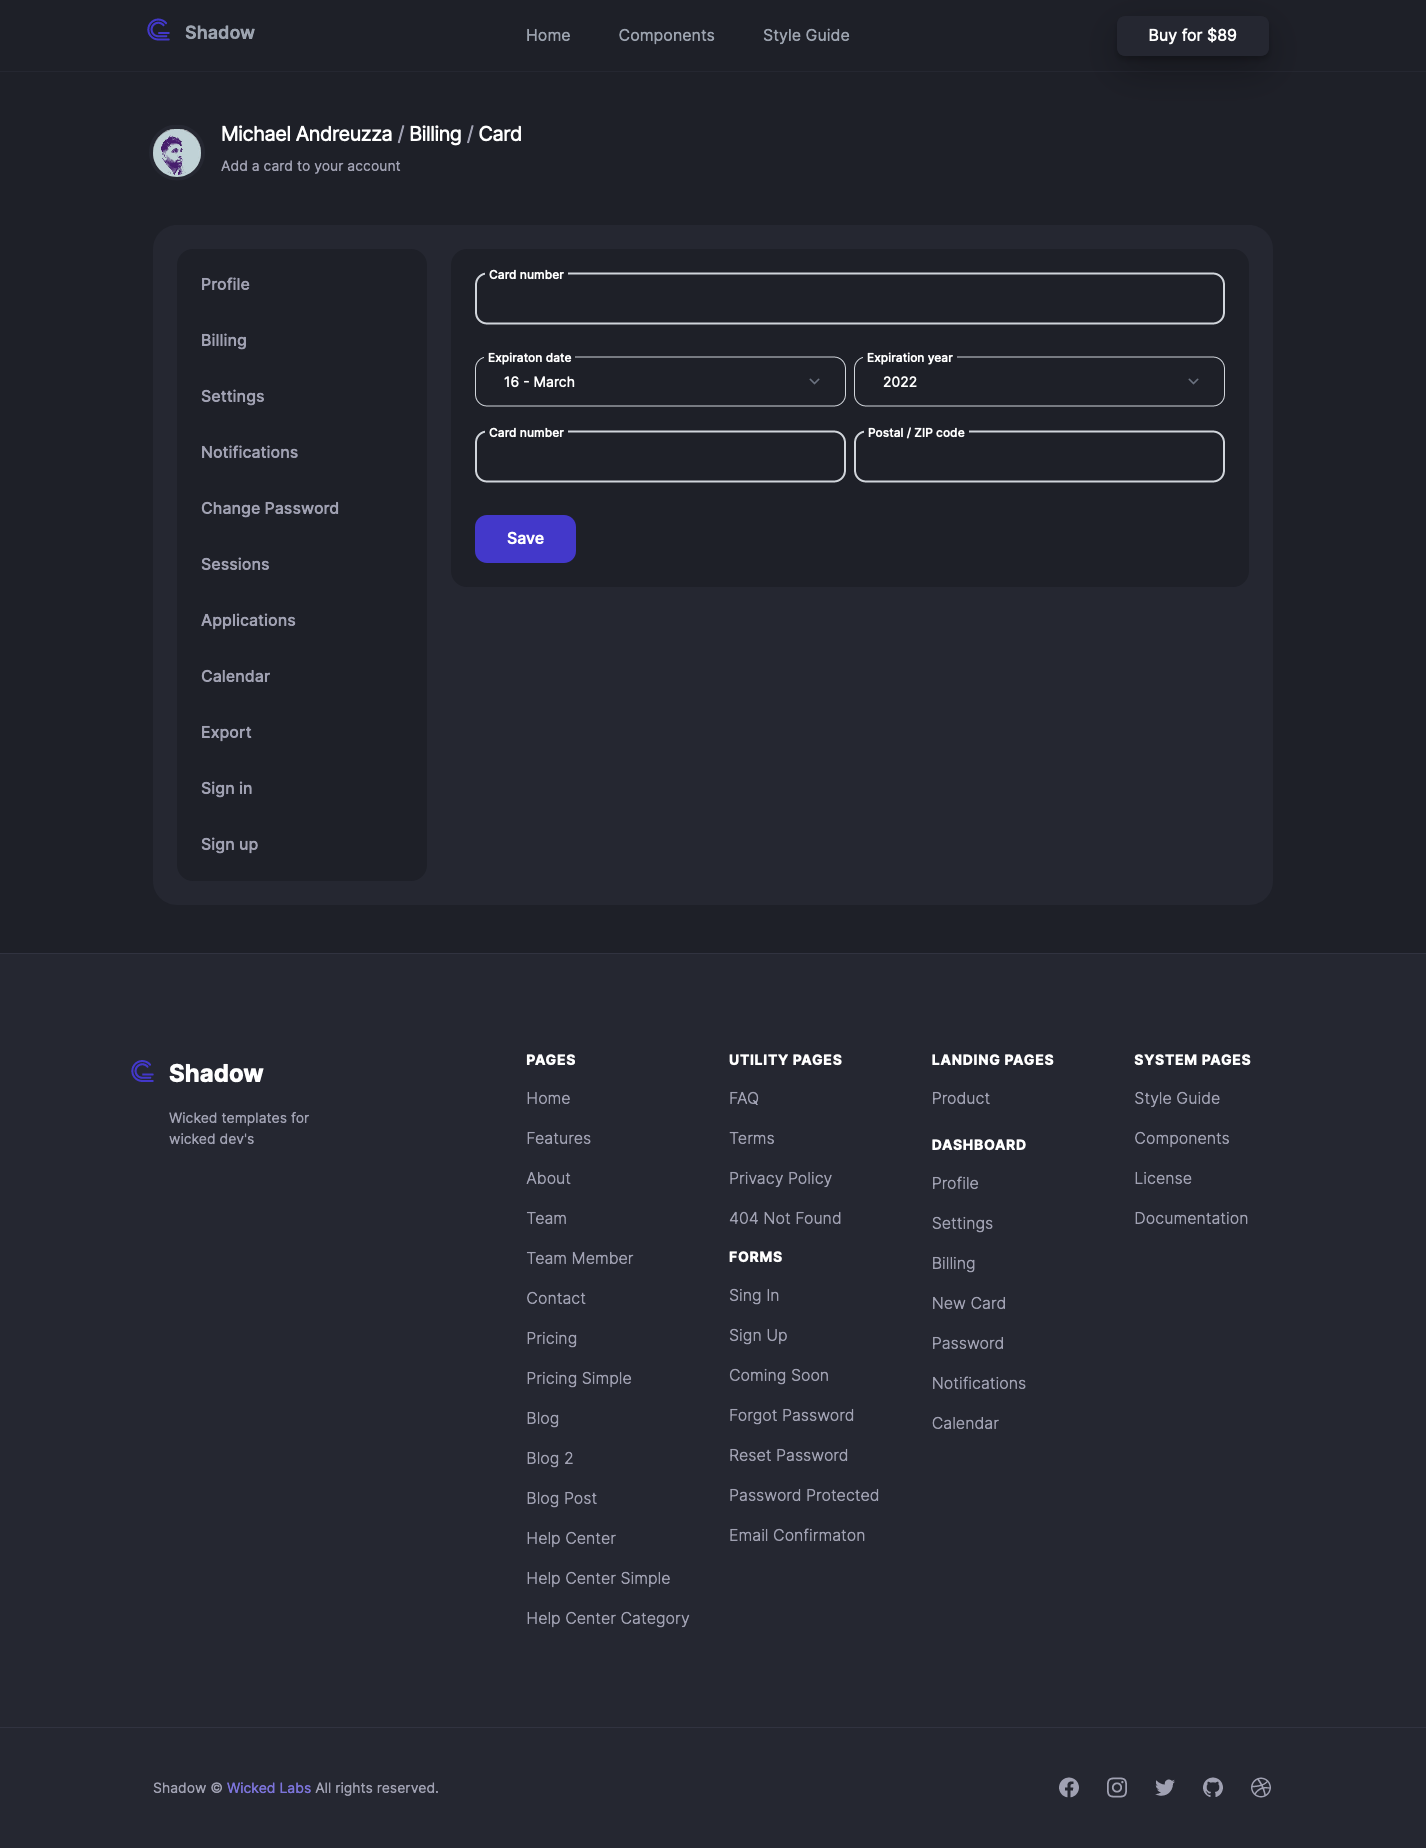 Shadow
Home
Components
Style Guide
Buy for $89
Michael Andreuzza / Billing / Card
Add a card to your account
Profile
Billing
Settings
Notifications
Change Password
Sessions
Applications
Calendar
Export
Sign in
Sign up
Card number
Expiraton date
16 - March
Expiration year
2022
Card number
Postal / ZIP code
Save
Shadow
Wicked templates for
wicked dev's
PAGES
Home
Features
About
Team
Team Member
Contact
Pricing
Pricing Simple
Blog
Blog 2
Blog Post
Help Center
Help Center Simple
Help Center Category
UTILITY PAGES
FAQ
Terms
Privacy Policy
404 Not Found
FORMS
Sing In
Sign Up
Coming Soon
Forgot Password
Reset Password
Password Protected
Email Confirmaton
LANDING PAGES
Product
DASHBOARD
Profile
Settings
Billing
New Card
Password
Notifications
Calendar
SYSTEM PAGES
Style Guide
Components
License
Documentation
Shadow © Wicked Labs All rights reserved.